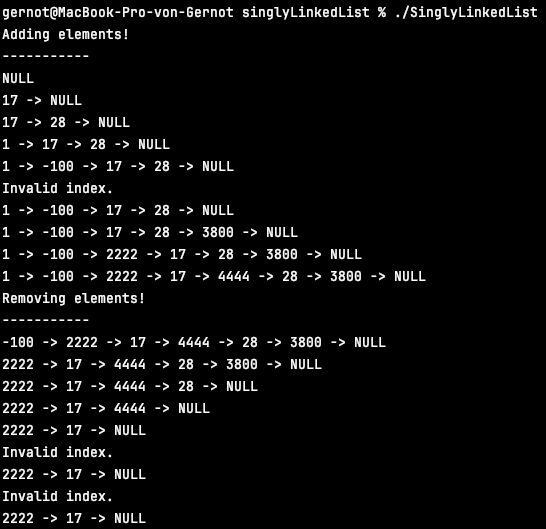 gernot@MacBook-Pro-von-Gernot singlyLinkedList % ./SinglyLinkedList
Adding elements!
-----------
NULL
17 -> NULL
17 -> 28 -> NULL
1 -> 17 -> 28 -> NULL
1 -> -100 -> 17 -> 28 -> NULL
Invalid index.
1 -> -100 -> 17 -> 28 -> NULL
1 -> -100 -> 17 -> 28 -> 3800 -> NULL
1 -> -100 -> 2222 -> 17 -> 28 -> 3800 -> NULL
1 -> -100 -> 2222 -> 17 -> 4444 -> 28 -> 3800 -> NULL
Removing elements!
-----------
-100 -> 2222 -> 17 -> 4444 -> 28 -> 3800 -> NULL
2222 -> 17 -> 4444 -> 28 -> 3800 -> NULL
2222 -> 17 -> 4444 -> 28 -> NULL
2222 -> 17 -> 4444 -> NULL
2222 -> 17 -> NULL
Invalid index.
2222 -> 17 -> NULL
Invalid index.
2222 -> 17 -> NULL